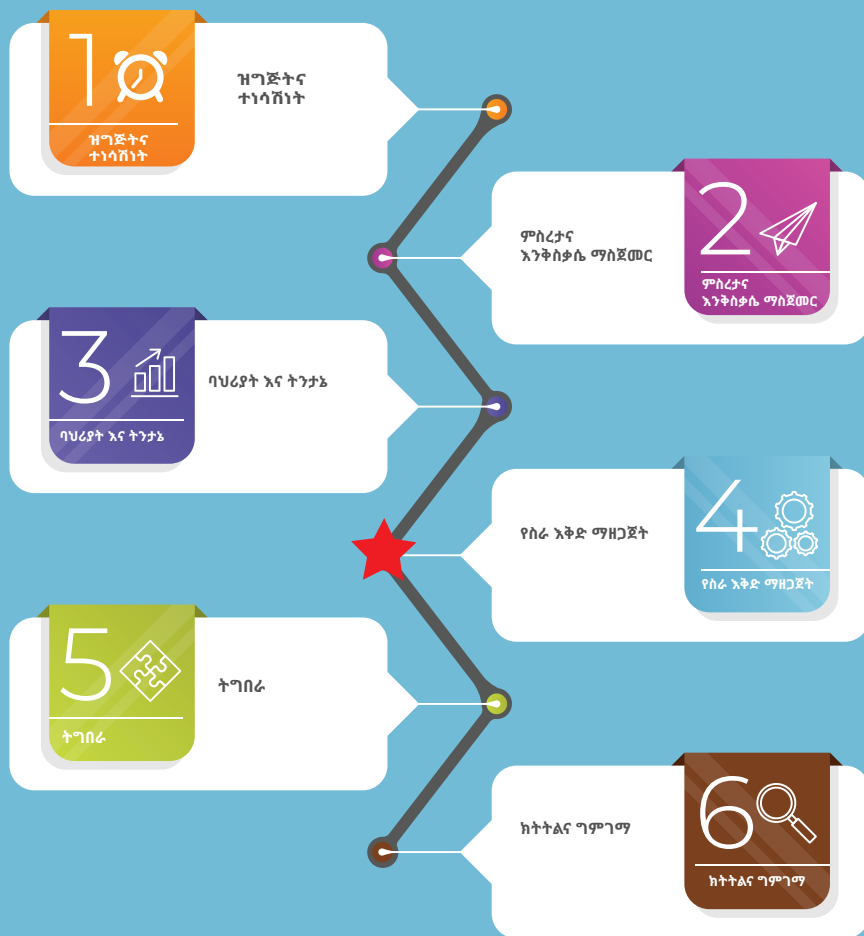 1
ዝግጅትና
ተነሳሽነት
ዝግጅትና
ተነሳሽነት
2
ምስረታና
እንቅስቃሴ ማስጀመር
ምስረታና
እንቅስቃሴ ማስጀመር
3
ባህሪያት እና ትንታኔ
ባህሪያት እና ትንታኔ
4
የስራ እቅድ ማዘጋጀት
የስራ እቅድ ማዘጋጀት
5
ትግበራ
ትግበራ
6
ክትትልና ግምገማ
ክትትልና ግምገማ